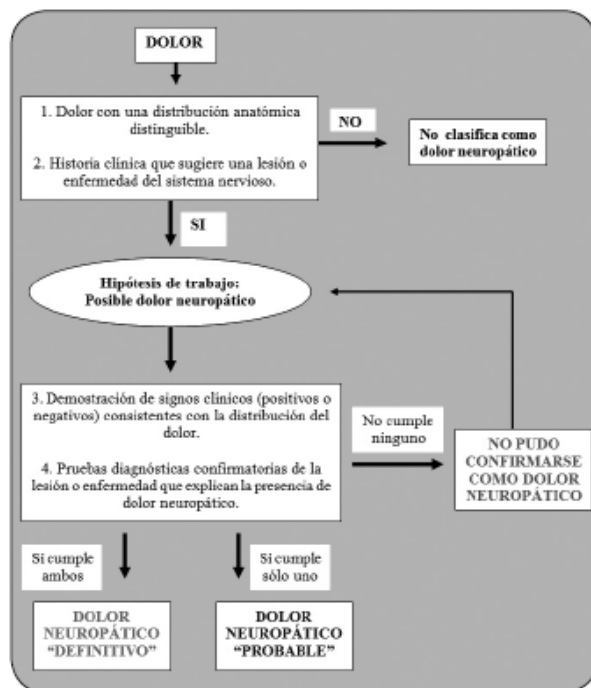 DOLOR
1. Dolor con una distribución anatómica
distinguible.
2. Historia clínica que sugiere una lesión o
enfermedad del sistema nervioso.
NO
No clasifica como
dolor neuropático
SI
Hipótesis de trabajo:
Posible dolor neuropático
3. Demostración de signos clínicos (positivos o
negativos) consistentes con la distribución del
dolor.
4. Pruebas diagnósticas confirmatorias de la
lesión o enfermedad que explican la presencia de
dolor neuropático.
No cumple
ninguno
NO PUDO
CONFIRMARSE
COMO DOLOR
NEUROPÁTICO
Sí cumple
ambos
Sí cumple
sólo uno
DOLOR
NEUROPÁTICO
“DEFINITIVO”
DOLOR
NEUROPÁTICO
“PROBABLE”